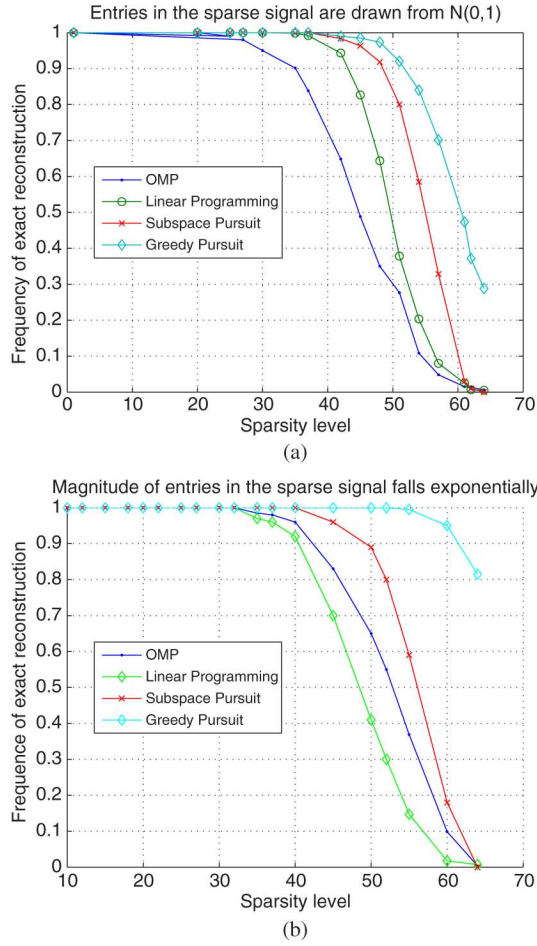 Entries in the sparse signal are drawn from N(0,1)
1
0.9
0.8
0.7
0.6
0.5
0.4
0.3
0.2
0.1
0
Frequency of exact reconstruction
OMP
Linear Programming
Subspace Pursuit
Greedy Pursuit
0 10 20 30 40 50 60 70
Sparsity level
(a)
Magnitude of entries in the sparse signal falls exponentially
1
0.9
0.8
0.7
0.6
0.5
0.4
0.3
0.2
0.1
0
Frequence of exact reconstruction
OMP
Linear Programming
Subspace Pursuit
Greedy Pursuit
10 20 30 40 50 60 70
Sparsity level
(b)